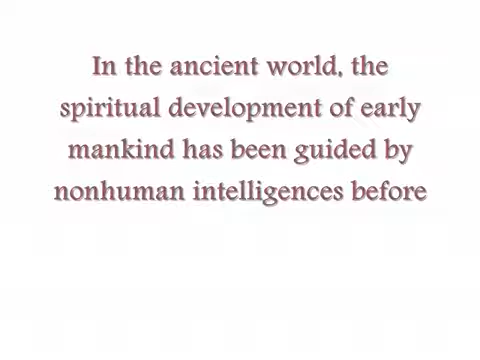 In the ancient world, the
spiritual development of early
mankind has been guided by
nonhuman intelligences before